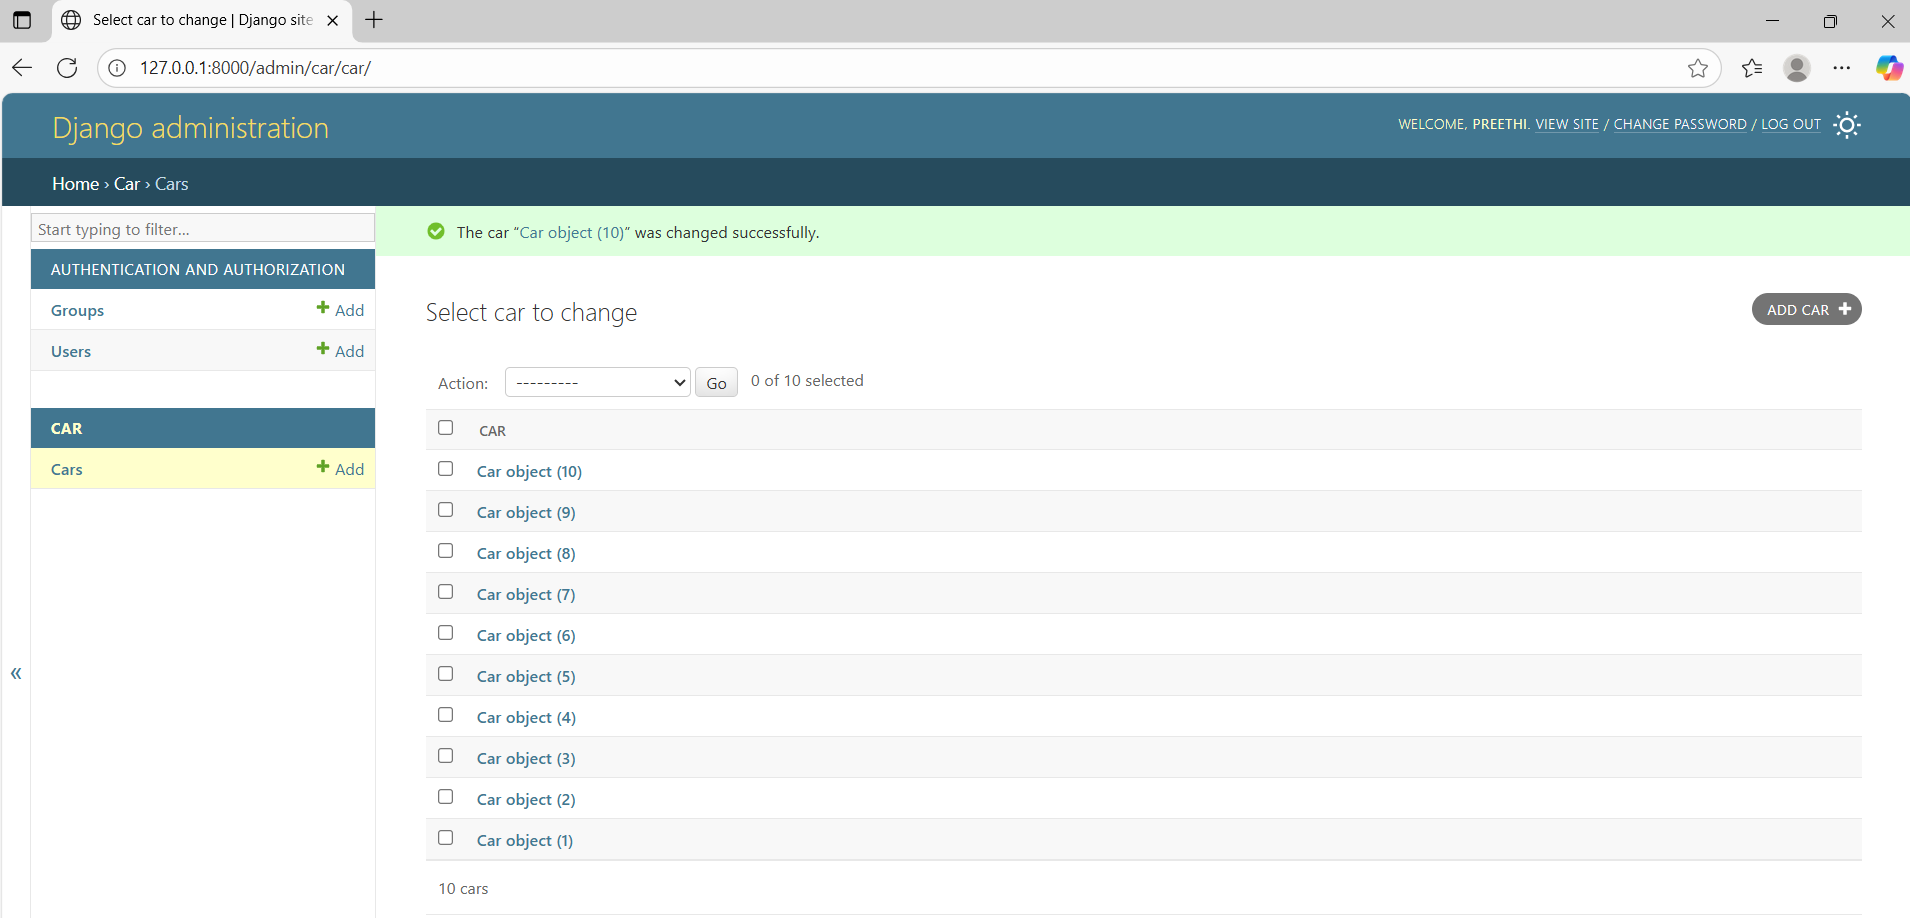 Select car to change | Django site
127.0.0.1:8000/admin/car/car/
Django administration
WELCOME, PREETHI. VIEW SITE / CHANGE PASSWORD / LOG OUT
Home › Car › Cars
Start typing to filter...
AUTHENTICATION AND AUTHORIZATION
Groups Add
Users Add
CAR
Cars Add
«
The car “Car object (10)” was changed successfully.
Select car to change
ADD CAR
Action: --------- Go 0 of 10 selected
CAR
Car object (10)
Car object (9)
Car object (8)
Car object (7)
Car object (6)
Car object (5)
Car object (4)
Car object (3)
Car object (2)
Car object (1)
10 cars